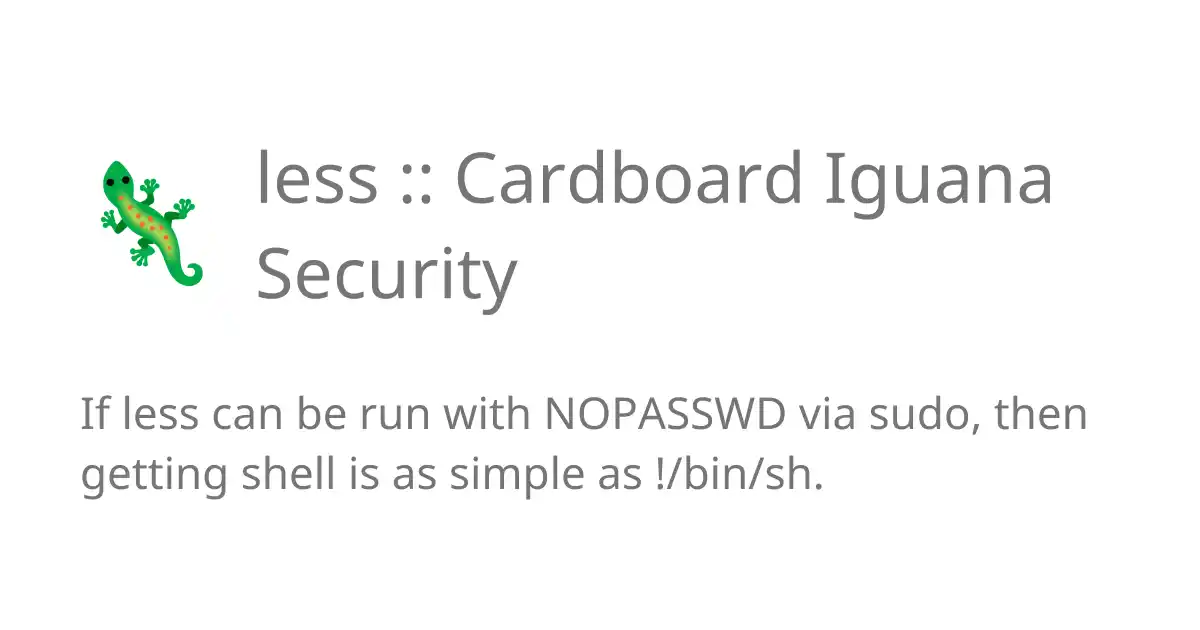 less :: Cardboard Iguana
Security
If less can be run with NOPASSWD via sudo, then
getting shell is as simple as !/bin/sh.